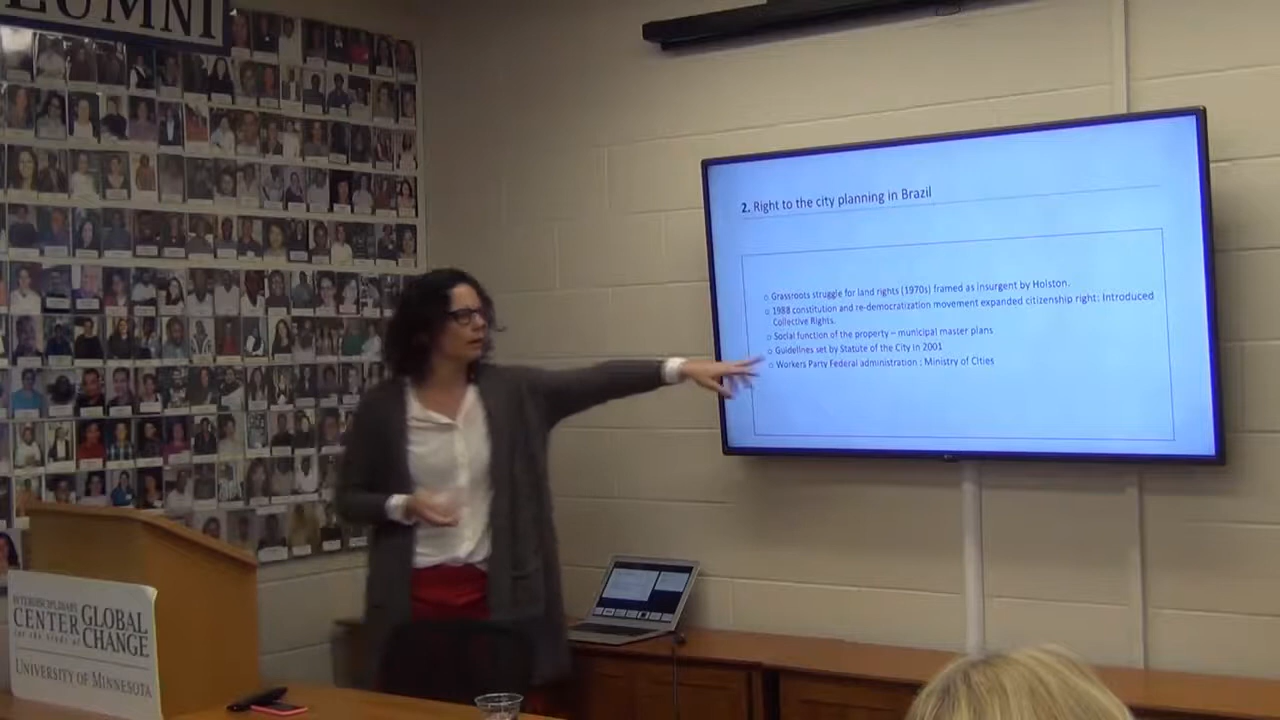 ALUMNI
2. Right to the city planning in Brazil
o Grassroots struggle for land rights (1970s) framed as Insurgent by Holston.
o 1988 constitution and re-democratization movement expanded citizenship right: Introduced
Collective Rights.
o Social function of the property – municipal master plans
o Guidelines set by Statute of the City in 2001
o Workers Party Federal administration : Ministry of Cities
INTERDISCIPLINARY
CENTER
for the study of
GLOBAL
CHANGE
UNIVERSITY OF MINNESOTA